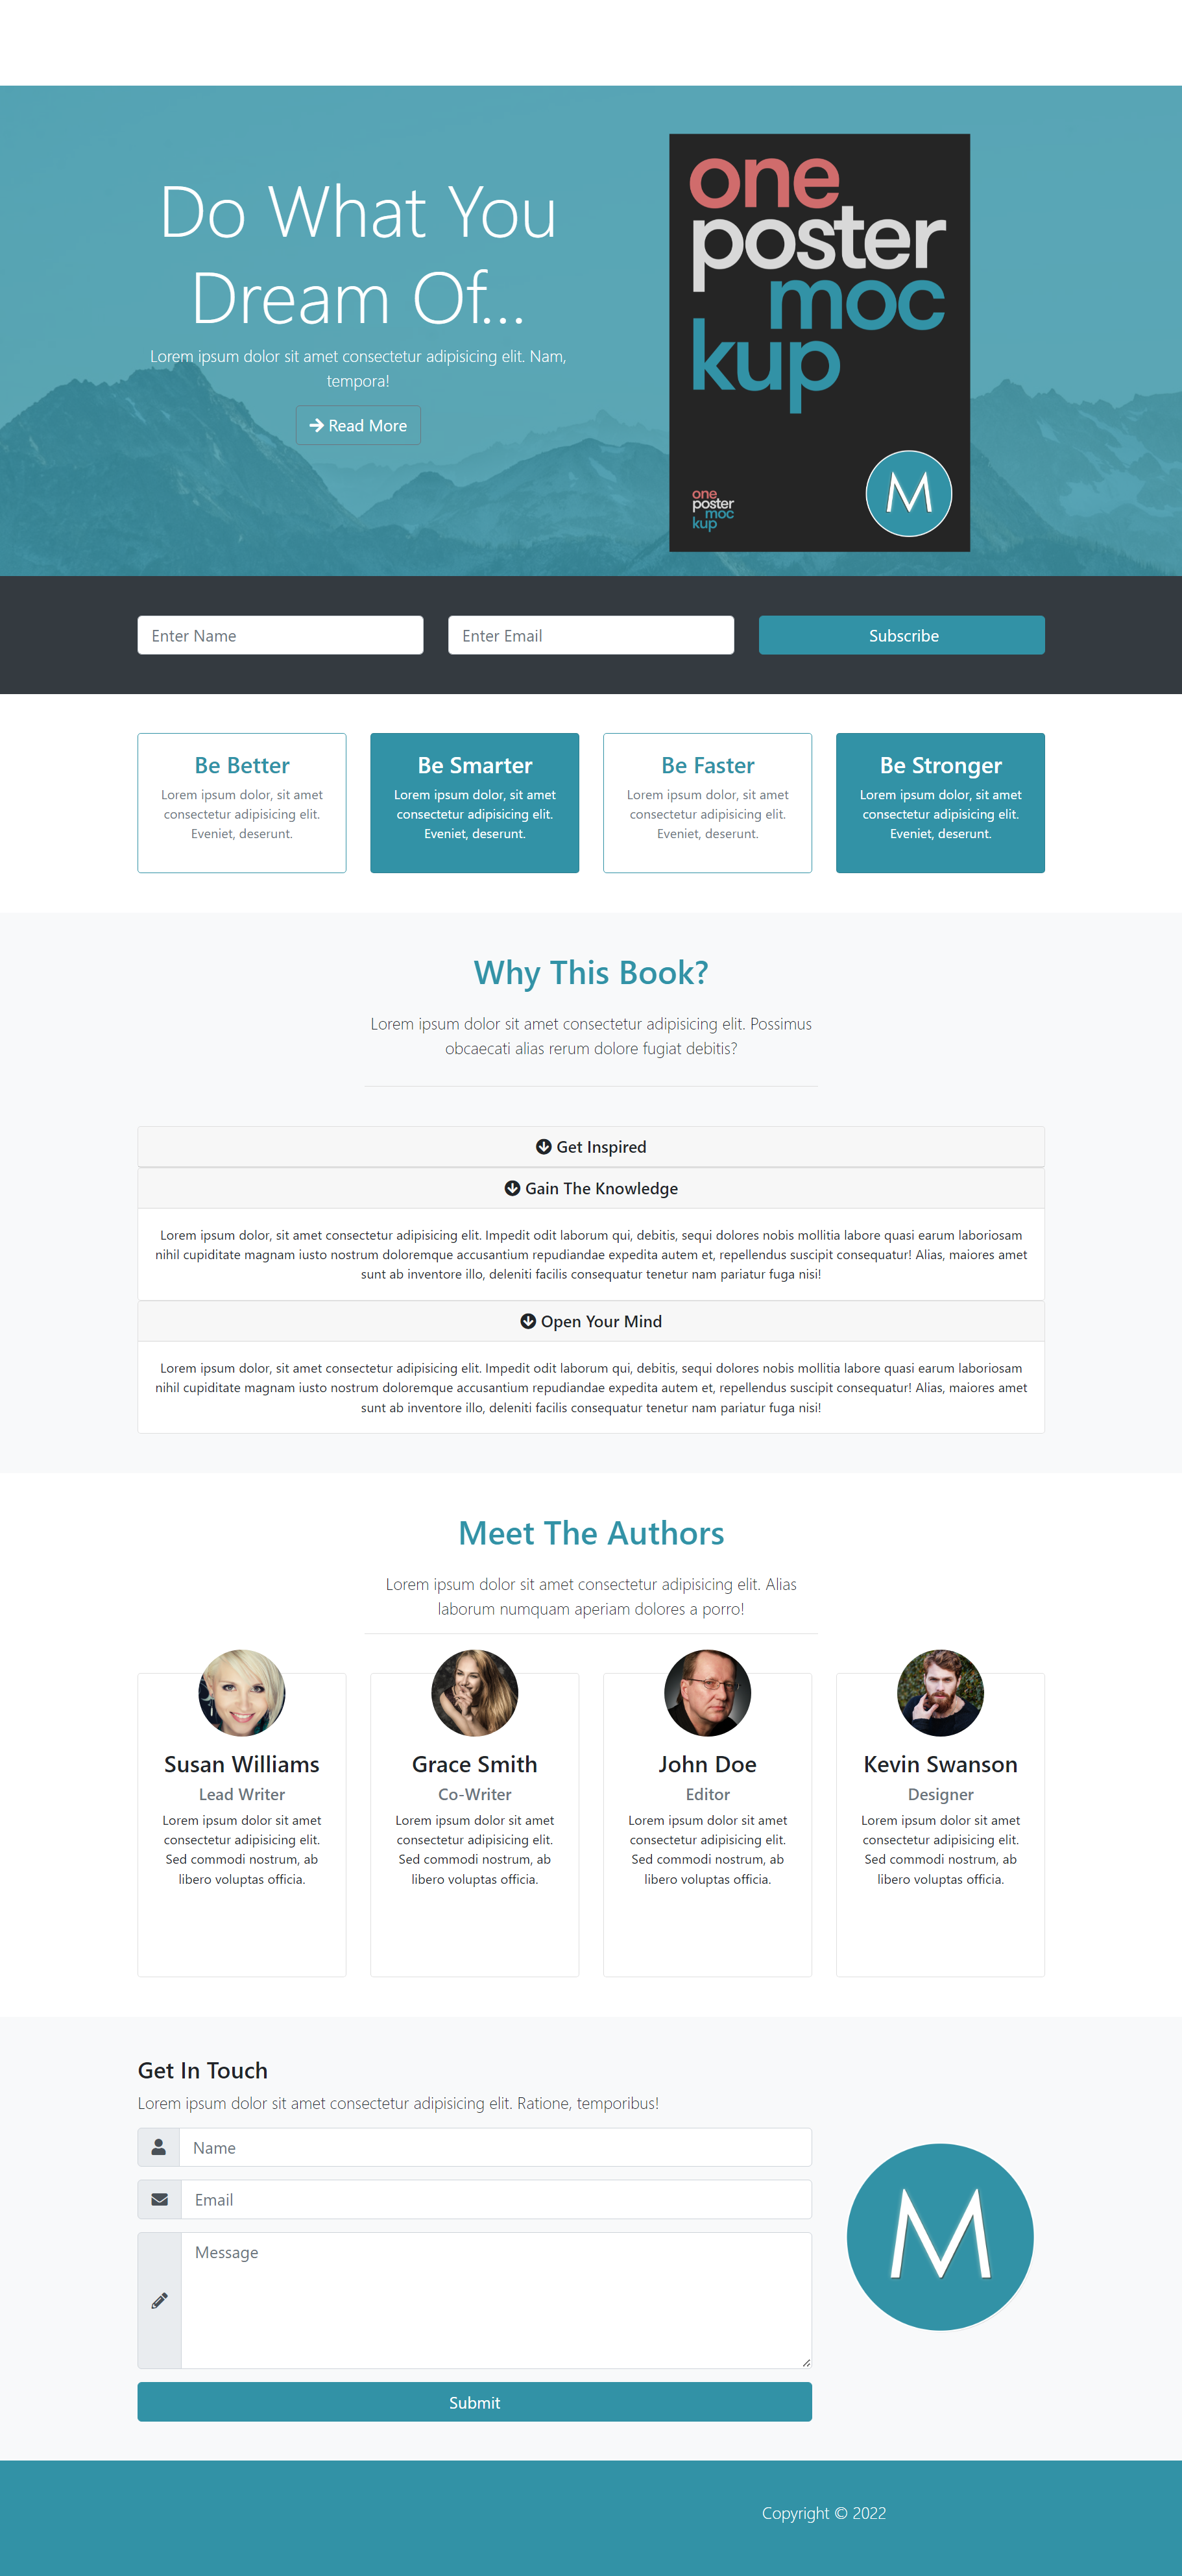 Do What You
Dream Of...
Lorem ipsum dolor sit amet consectetur adipisicing elit. Nam,
tempora!
Read More
one
poster
moc
kup
one
poster
moc
kup
M
Enter Name
Enter Email
Subscribe
Be Better
Lorem ipsum dolor, sit amet
consectetur adipisicing elit.
Eveniet, deserunt.
Be Smarter
Lorem ipsum dolor, sit amet
consectetur adipisicing elit.
Eveniet, deserunt.
Be Faster
Lorem ipsum dolor, sit amet
consectetur adipisicing elit.
Eveniet, deserunt.
Be Stronger
Lorem ipsum dolor, sit amet
consectetur adipisicing elit.
Eveniet, deserunt.
Why This Book?
Lorem ipsum dolor sit amet consectetur adipisicing elit. Possimus
obcaecati alias rerum dolore fugiat debitis?
Get Inspired
Gain The Knowledge
Lorem ipsum dolor, sit amet consectetur adipisicing elit. Impedit odit laborum qui, debitis, sequi dolores nobis mollitia labore quasi earum laboriosam
nihil cupiditate magnam iusto nostrum doloremque accusantium repudiandae expedita autem et, repellendus suscipit consequatur! Alias, maiores amet
sunt ab inventore illo, deleniti facilis consequatur tenetur nam pariatur fuga nisi!
Open Your Mind
Lorem ipsum dolor, sit amet consectetur adipisicing elit. Impedit odit laborum qui, debitis, sequi dolores nobis mollitia labore quasi earum laboriosam
nihil cupiditate magnam iusto nostrum doloremque accusantium repudiandae expedita autem et, repellendus suscipit consequatur! Alias, maiores amet
sunt ab inventore illo, deleniti facilis consequatur tenetur nam pariatur fuga nisi!
Meet The Authors
Lorem ipsum dolor sit amet consectetur adipisicing elit. Alias
laborum numquam aperiam dolores a porro!
Susan Williams
Lead Writer
Lorem ipsum dolor sit amet
consectetur adipisicing elit.
Sed commodi nostrum, ab
libero voluptas officia.
Grace Smith
Co-Writer
Lorem ipsum dolor sit amet
consectetur adipisicing elit.
Sed commodi nostrum, ab
libero voluptas officia.
John Doe
Editor
Lorem ipsum dolor sit amet
consectetur adipisicing elit.
Sed commodi nostrum, ab
libero voluptas officia.
Kevin Swanson
Designer
Lorem ipsum dolor sit amet
consectetur adipisicing elit.
Sed commodi nostrum, ab
libero voluptas officia.
Get In Touch
Lorem ipsum dolor sit amet consectetur adipisicing elit. Ratione, temporibus!
Name
Email
Message
Submit
M
Copyright © 2022